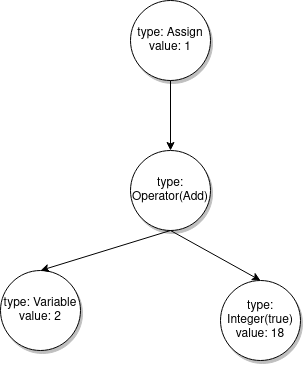 type: Assign
value: 1
type:
Operator(Add)
type: Variable
value: 2
type:
Integer(true)
value: 18